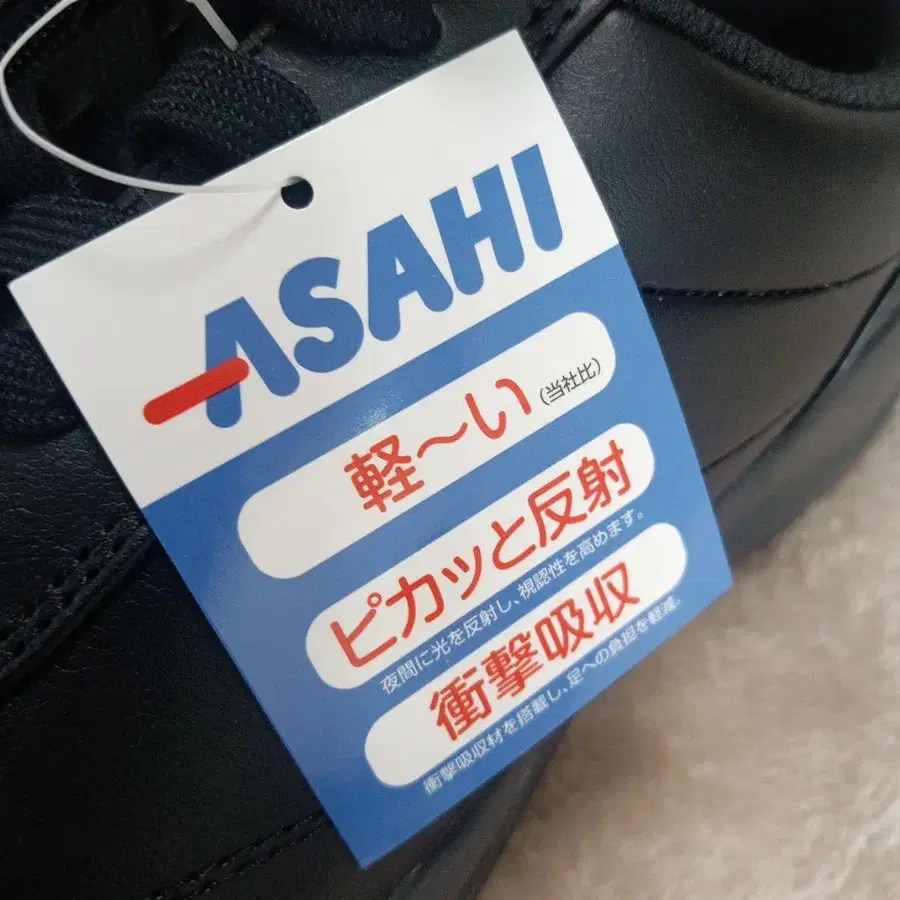 ASAHI
軽～い(当社比)
ピカッと反射
夜間に光を反射し、視認性を高めます。
衝撃吸収
衝撃吸収材を搭載し、足への負担を軽減。